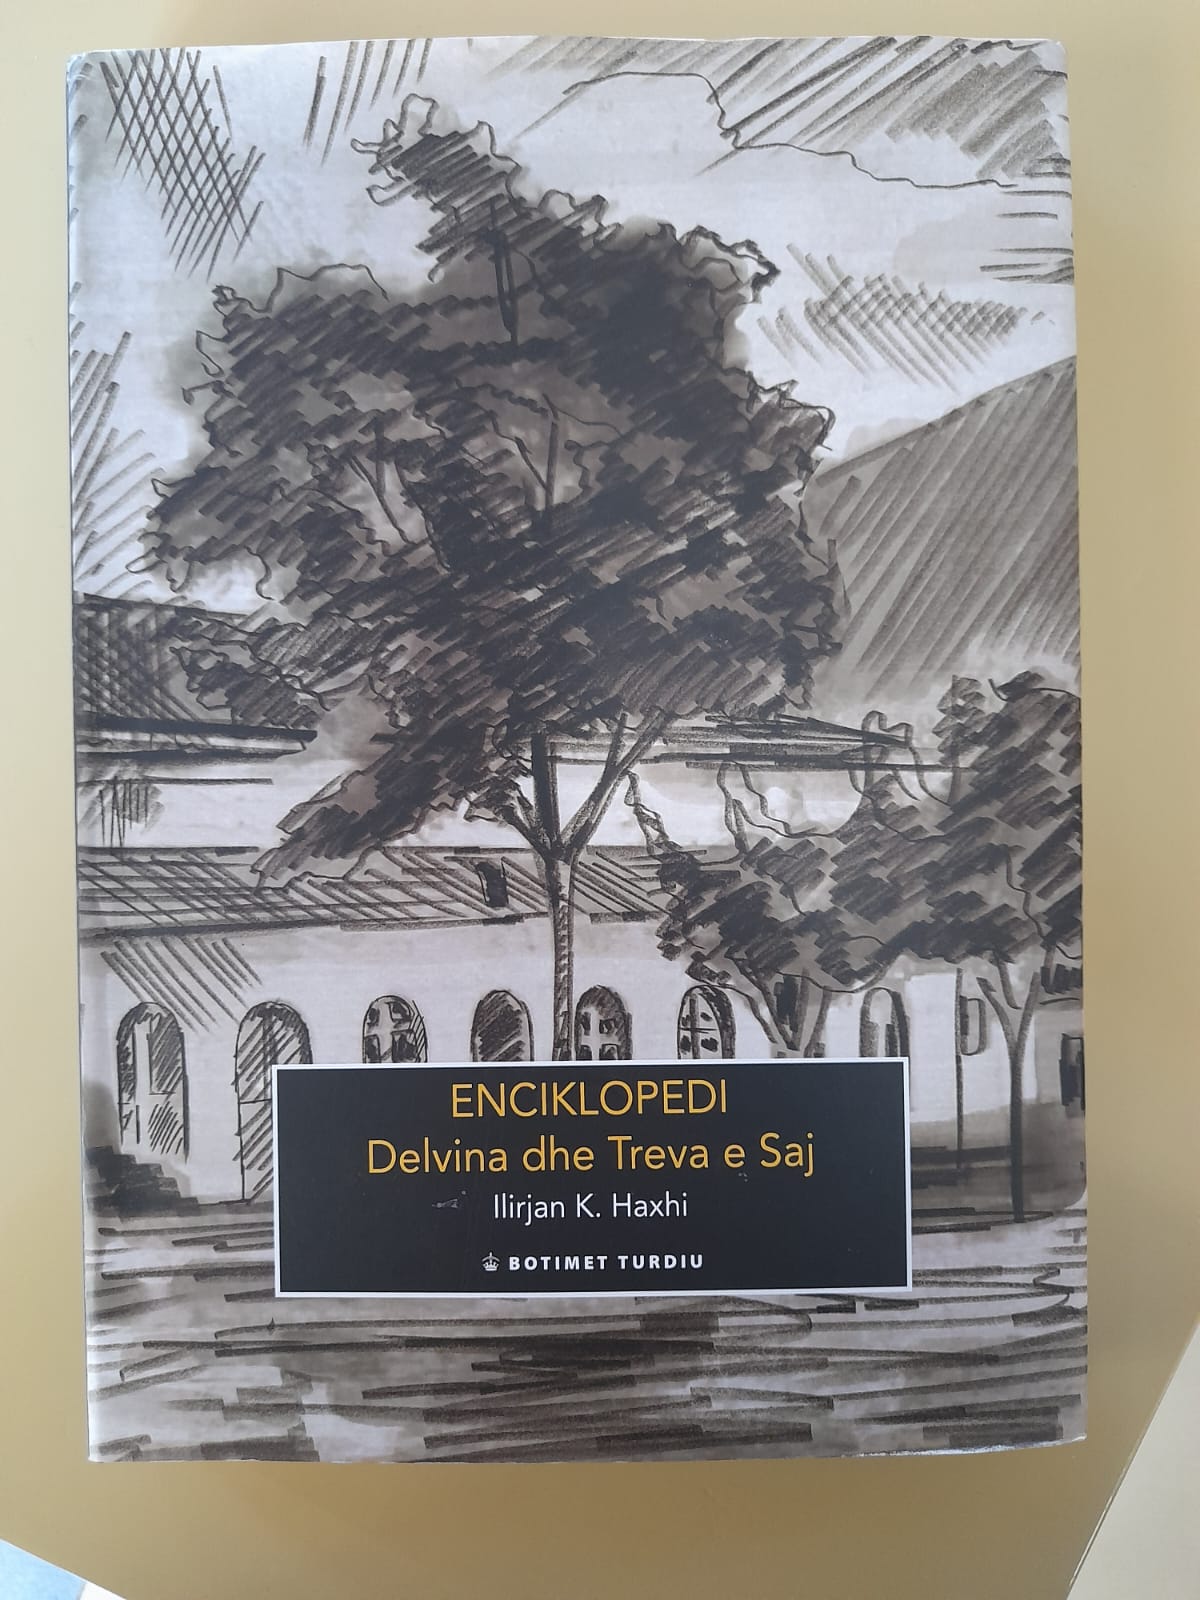 ENCIKLOPEDI
Delvina dhe Treva e Saj
Ilirjan K. Haxhi
BOTIMET TURDIU